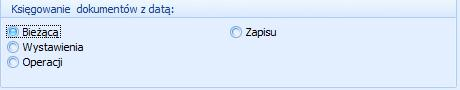 Księgowanie dokumentów z datą:
Bieżącą
Zapisu
Wystawienia
Operacji